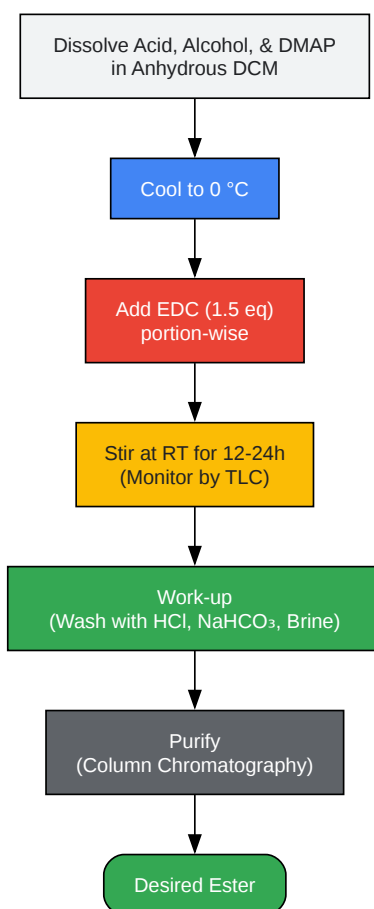 Dissolve Acid, Alcohol, & DMAP
in Anhydrous DCM
Cool to 0 °C
Add EDC (1.5 eq)
portion-wise
Stir at RT for 12-24h
(Monitor by TLC)
Work-up
(Wash with HCl, NaHCO₃, Brine)
Purify
(Column Chromatography)
Desired Ester